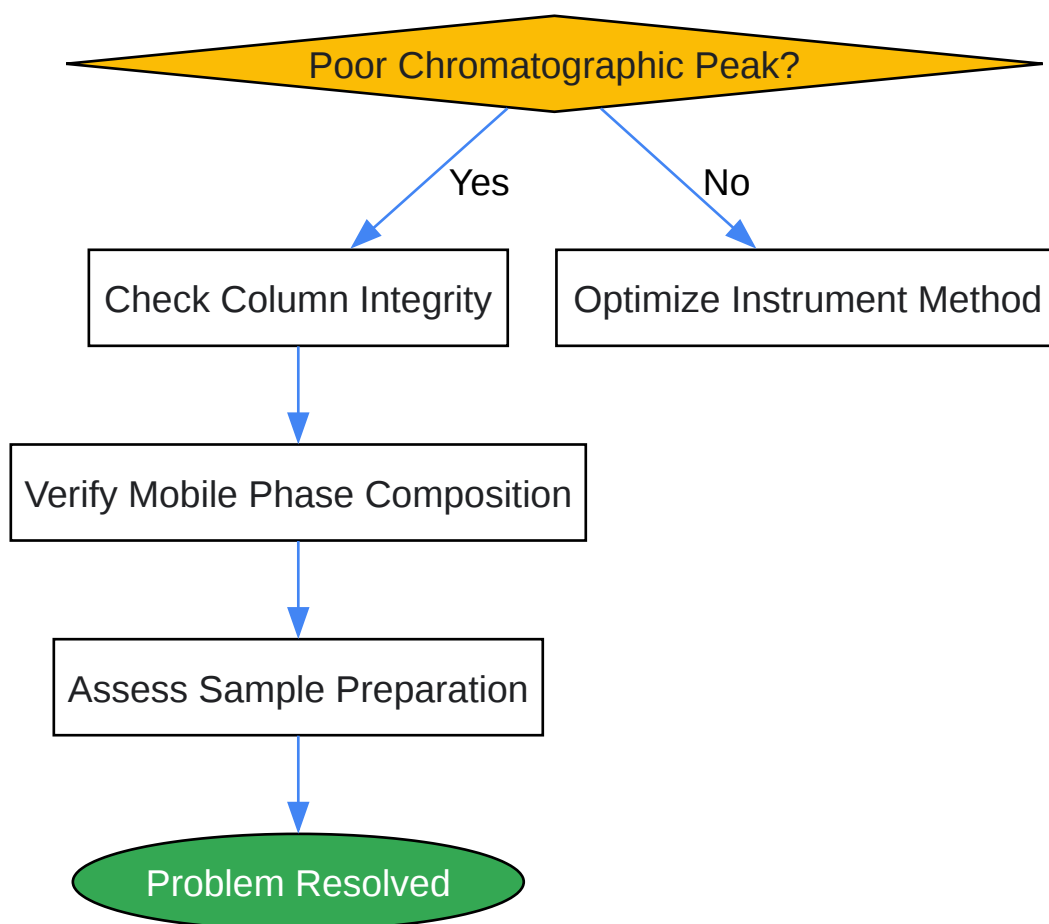 Poor Chromatographic Peak?
Yes
No
Check Column Integrity
Optimize Instrument Method
Verify Mobile Phase Composition
Assess Sample Preparation
Problem Resolved